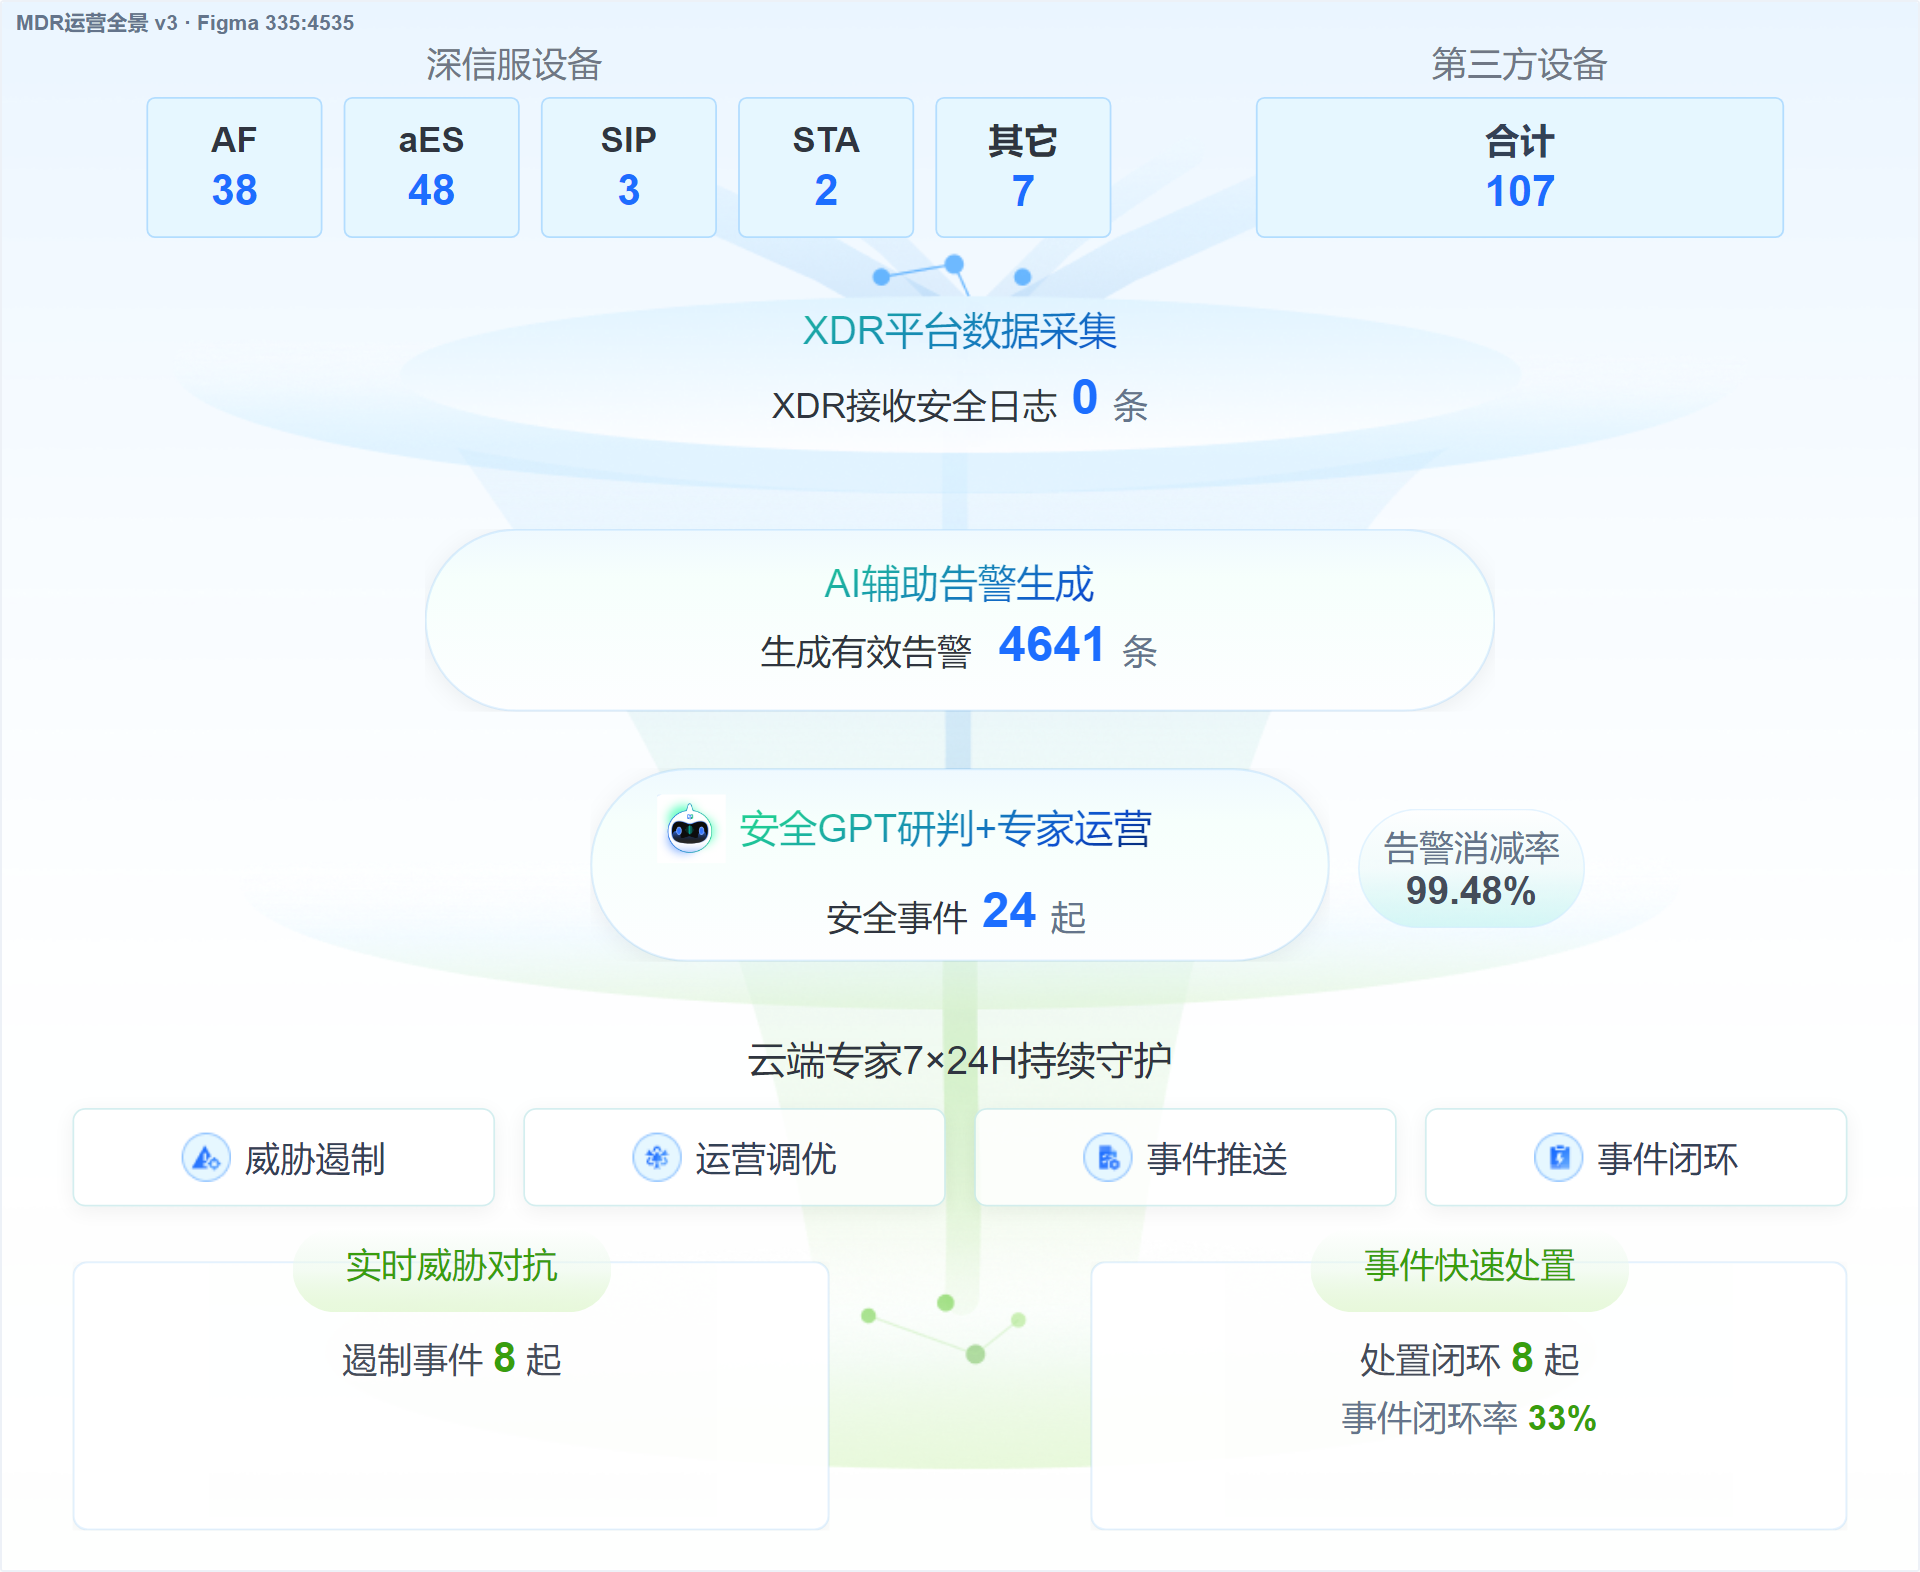 MDR运营全景 v3 · Figma 335:4535
深信服设备
第三方设备
AF
38
aES
48
SIP
3
STA
2
其它
7
合计
107
XDR平台数据采集
XDR接收安全日志 0 条
AI辅助告警生成
生成有效告警 4641 条
安全GPT研判+专家运营
安全事件 24 起
告警消减率
99.48%
云端专家7×24H持续守护
威胁遏制
运营调优
事件推送
事件闭环
实时威胁对抗
遏制事件 8 起
事件快速处置
处置闭环 8 起
事件闭环率 33%